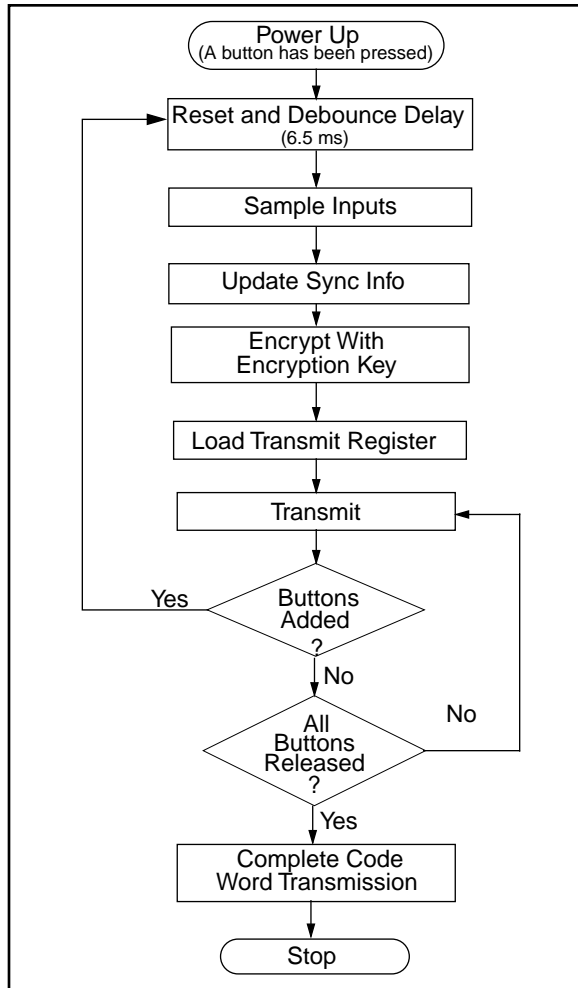 Power Up
(A button has been pressed)
Reset and Debounce Delay
(6.5 ms)
Sample Inputs
Update Sync Info
Encrypt With
Encryption Key
Load Transmit Register
Transmit
Yes
Buttons
Added
?
No
All
Buttons
Released
?
No
Yes
Complete Code
Word Transmission
Stop